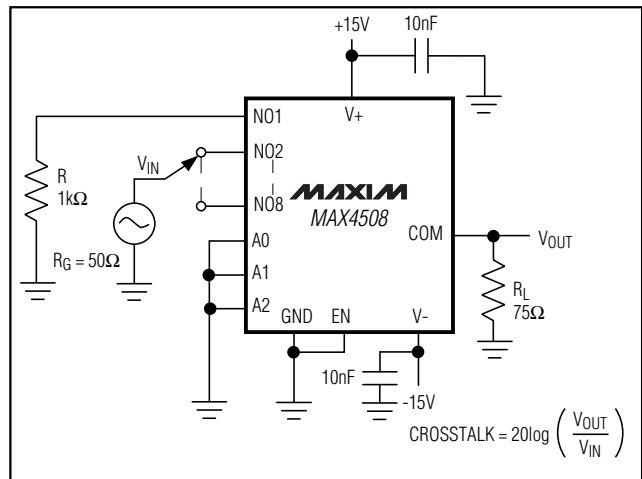 +15V
10nF
NO1
V+
NO2
VIN
R
1kΩ
NO8
MAXIM
MAX4508
A0
COM
VOUT
RG = 50Ω
A1
RL
75Ω
A2
GND
EN
V-
10nF
-15V
CROSSTALK = 20log ( VOUT / VIN )